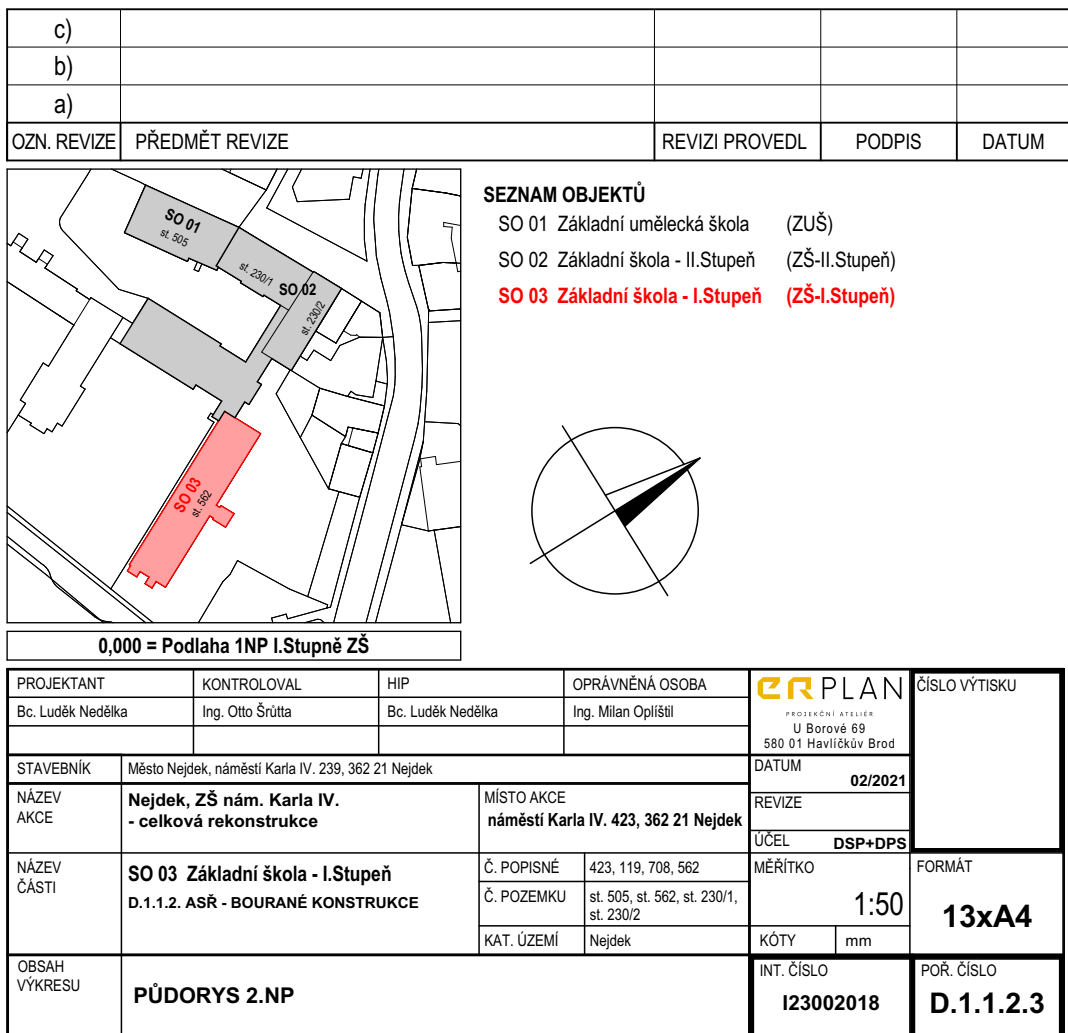 c)
b)
a)
OZN. REVIZE PŘEDMĚT REVIZE REVIZI PROVEDL PODPIS DATUM
SO 01
st. 505
st. 230/1
SO 02
st. 230/2
SO 03
st. 562
SEZNAM OBJEKTŮ
SO 01 Základní umělecká škola (ZUŠ)
SO 02 Základní škola - II.Stupeň (ZŠ-II.Stupeň)
SO 03 Základní škola - I.Stupeň (ZŠ-I.Stupeň)
0,000 = Podlaha 1NP I.Stupně ZŠ
PROJEKTANT KONTROLOVAL HIP OPRÁVNĚNÁ OSOBA
Bc. Luděk Nedělka Ing. Otto Šrůtta Bc. Luděk Nedělka Ing. Milan Oplíštil
ERPLAN
PROJEKČNÍ ATELIÉR
U Borové 69
580 01 Havlíčkův Brod
ČÍSLO VÝTISKU
STAVEBNÍK Město Nejdek, náměstí Karla IV. 239, 362 21 Nejdek
DATUM
02/2021
NÁZEV
AKCE
Nejdek, ZŠ nám. Karla IV.
- celková rekonstrukce
MÍSTO AKCE
náměstí Karla IV. 423, 362 21 Nejdek
REVIZE
ÚČEL DSP+DPS
NÁZEV
ČÁSTI
SO 03 Základní škola - I.Stupeň
D.1.1.2. ASŘ - BOURANÉ KONSTRUKCE
Č. POPISNÉ 423, 119, 708, 562
Č. POZEMKU st. 505, st. 562, st. 230/1,
st. 230/2
KAT. ÚZEMÍ Nejdek
MĚŘÍTKO
1:50
KÓTY mm
FORMÁT
13xA4
OBSAH
VÝKRESU
PŮDORYS 2.NP
INT. ČÍSLO
I23002018
POŘ. ČÍSLO
D.1.1.2.3